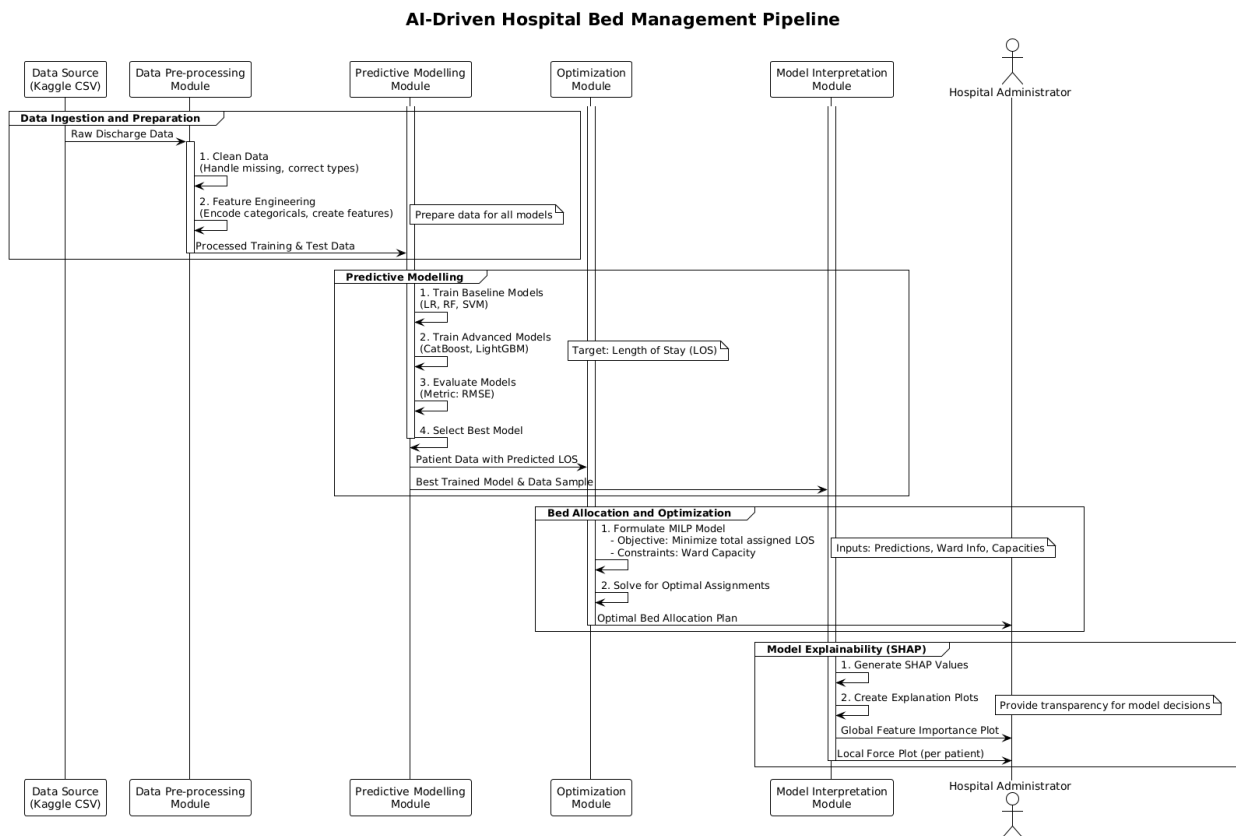 AI-Driven Hospital Bed Management Pipeline
Data Source
(Kaggle CSV)
Data Pre-processing
Module
Predictive Modelling
Module
Optimization
Module
Model Interpretation
Module
Hospital Administrator
Data Ingestion and Preparation
Raw Discharge Data
1. Clean Data
(Handle missing, correct types)
2. Feature Engineering
(Encode categoricals, create features)
Prepare data for all models
Processed Training & Test Data
Predictive Modelling
1. Train Baseline Models
(LR, RF, SVM)
2. Train Advanced Models
(CatBoost, LightGBM)
Target: Length of Stay (LOS)
3. Evaluate Models
(Metric: RMSE)
4. Select Best Model
Patient Data with Predicted LOS
Best Trained Model & Data Sample
Bed Allocation and Optimization
1. Formulate MILP Model
- Objective: Minimize total assigned LOS
- Constraints: Ward Capacity
Inputs: Predictions, Ward Info, Capacities
2. Solve for Optimal Assignments
Optimal Bed Allocation Plan
Model Explainability (SHAP)
1. Generate SHAP Values
2. Create Explanation Plots
Provide transparency for model decisions
Global Feature Importance Plot
Local Force Plot (per patient)
Data Source
(Kaggle CSV)
Data Pre-processing
Module
Predictive Modelling
Module
Optimization
Module
Model Interpretation
Module
Hospital Administrator